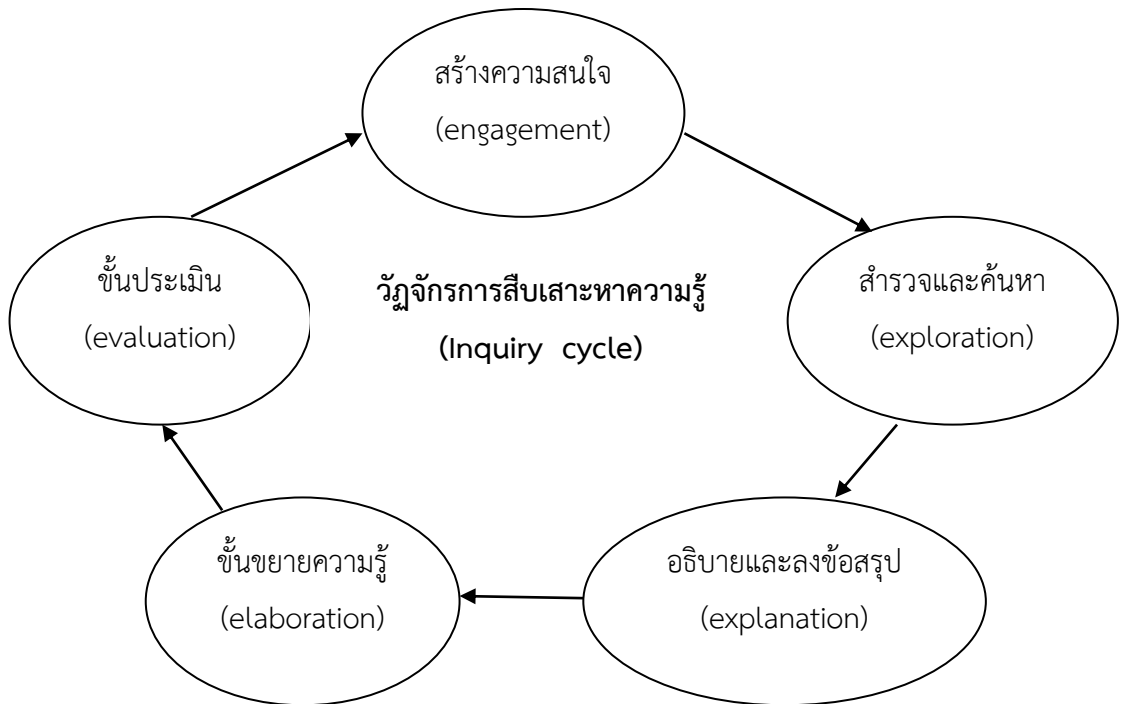 สร้างความสนใจ
(engagement)
ขั้นประเมิน
(evaluation)
วัฏจักรการสืบเสาะหาความรู้
(Inquiry cycle)
สำรวจและค้นหา
(exploration)
ขั้นขยายความรู้
(elaboration)
อธิบายและลงข้อสรุป
(explanation)